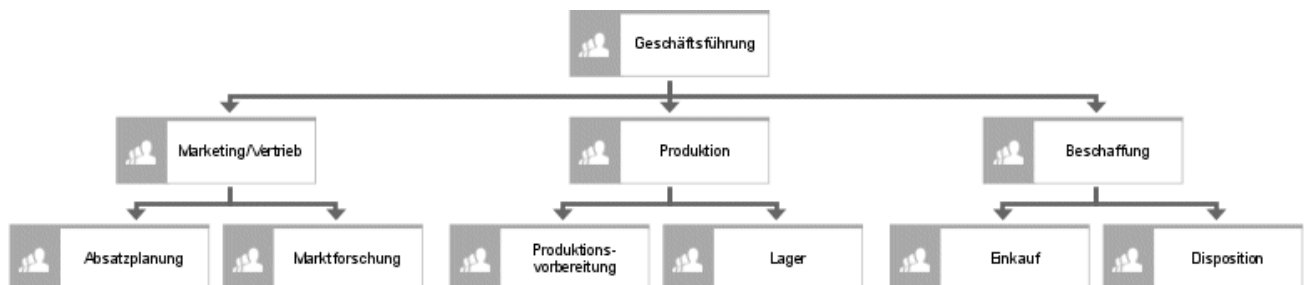 Geschäftsführung
Marketing/Vertrieb
Produktion
Beschaffung
Absatzplanung
Marktforschung
Produktions-
vorbereitung
Lager
Einkauf
Disposition